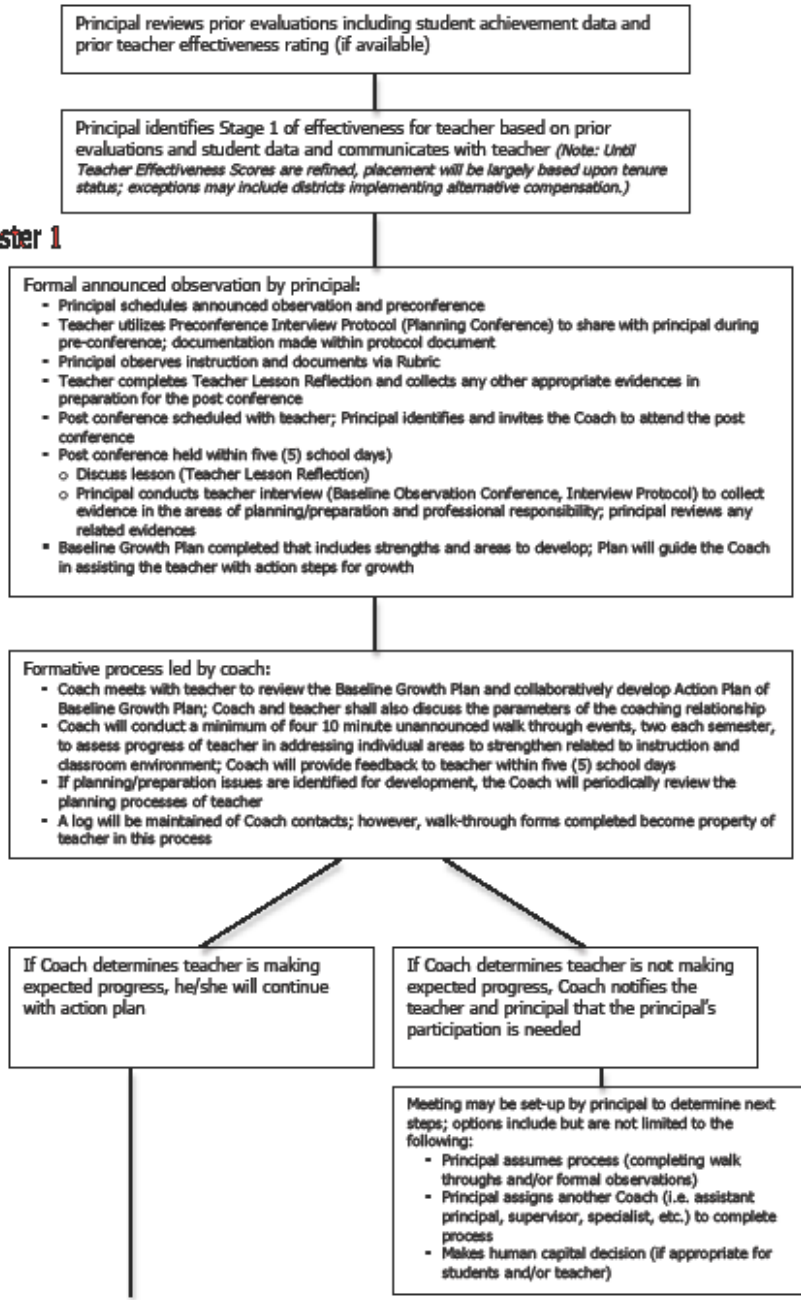 Principal reviews prior evaluations including student achievement data and
prior teacher effectiveness rating (if available)
Principal identifies Stage 1 of effectiveness for teacher based on prior
evaluations and student data and communicates with teacher (Note: Until
Teacher Effectiveness Scores are refined, placement will be largely based upon tenure
status; exceptions may include districts implementing alternative compensation.)
ster 1
Formal announced observation by principal:
- Principal schedules announced observation and preconference
- Teacher utilizes Preconference Interview Protocol (Planning Conference) to share with principal during
pre-conference; documentation made within protocol document
- Principal observes instruction and documents via Rubric
- Teacher completes Teacher Lesson Reflection and collects any other appropriate evidences in
preparation for the post conference
- Post conference scheduled with teacher; Principal identifies and invites the Coach to attend the post
conference
- Post conference held within five (5) school days)
o Discuss lesson (Teacher Lesson Reflection)
o Principal conducts teacher interview (Baseline Observation Conference, Interview Protocol) to collect
evidence in the areas of planning/preparation and professional responsibility; principal reviews any
related evidences
▪ Baseline Growth Plan completed that includes strengths and areas to develop; Plan will guide the Coach
in assisting the teacher with action steps for growth
Formative process led by coach:
- Coach meets with teacher to review the Baseline Growth Plan and collaboratively develop Action Plan of
Baseline Growth Plan; Coach and teacher shall also discuss the parameters of the coaching relationship
- Coach will conduct a minimum of four 10 minute unannounced walk through events, two each semester,
to assess progress of teacher in addressing individual areas to strengthen related to instruction and
classroom environment; Coach will provide feedback to teacher within five (5) school days
- If planning/preparation issues are identified for development, the Coach will periodically review the
planning processes of teacher
- A log will be maintained of Coach contacts; however, walk-through forms completed become property of
teacher in this process
If Coach determines teacher is making
expected progress, he/she will continue
with action plan
If Coach determines teacher is not making
expected progress, Coach notifies the
teacher and principal that the principal's
participation is needed
Meeting may be set-up by principal to determine next
steps; options include but are not limited to the
following:
- Principal assumes process (completing walk
throughs and/or formal observations)
- Principal assigns another Coach (i.e. assistant
principal, supervisor, specialist, etc.) to complete
process
- Makes human capital decision (if appropriate for
students and/or teacher)